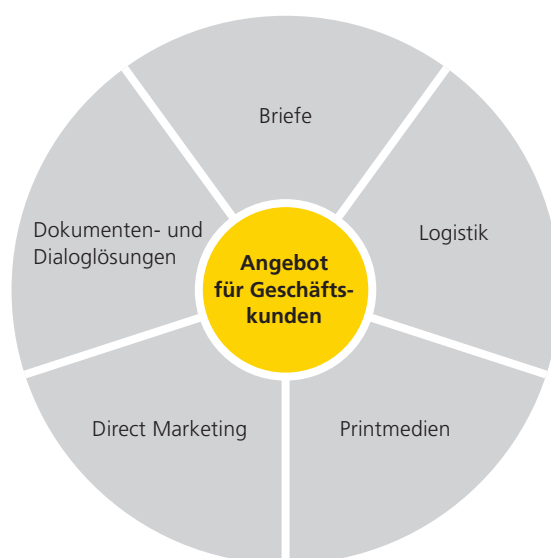 Briefe
Dokumenten- und
Dialoglösungen
Logistik
Angebot
für Geschäfts-
kunden
Direct Marketing
Printmedien